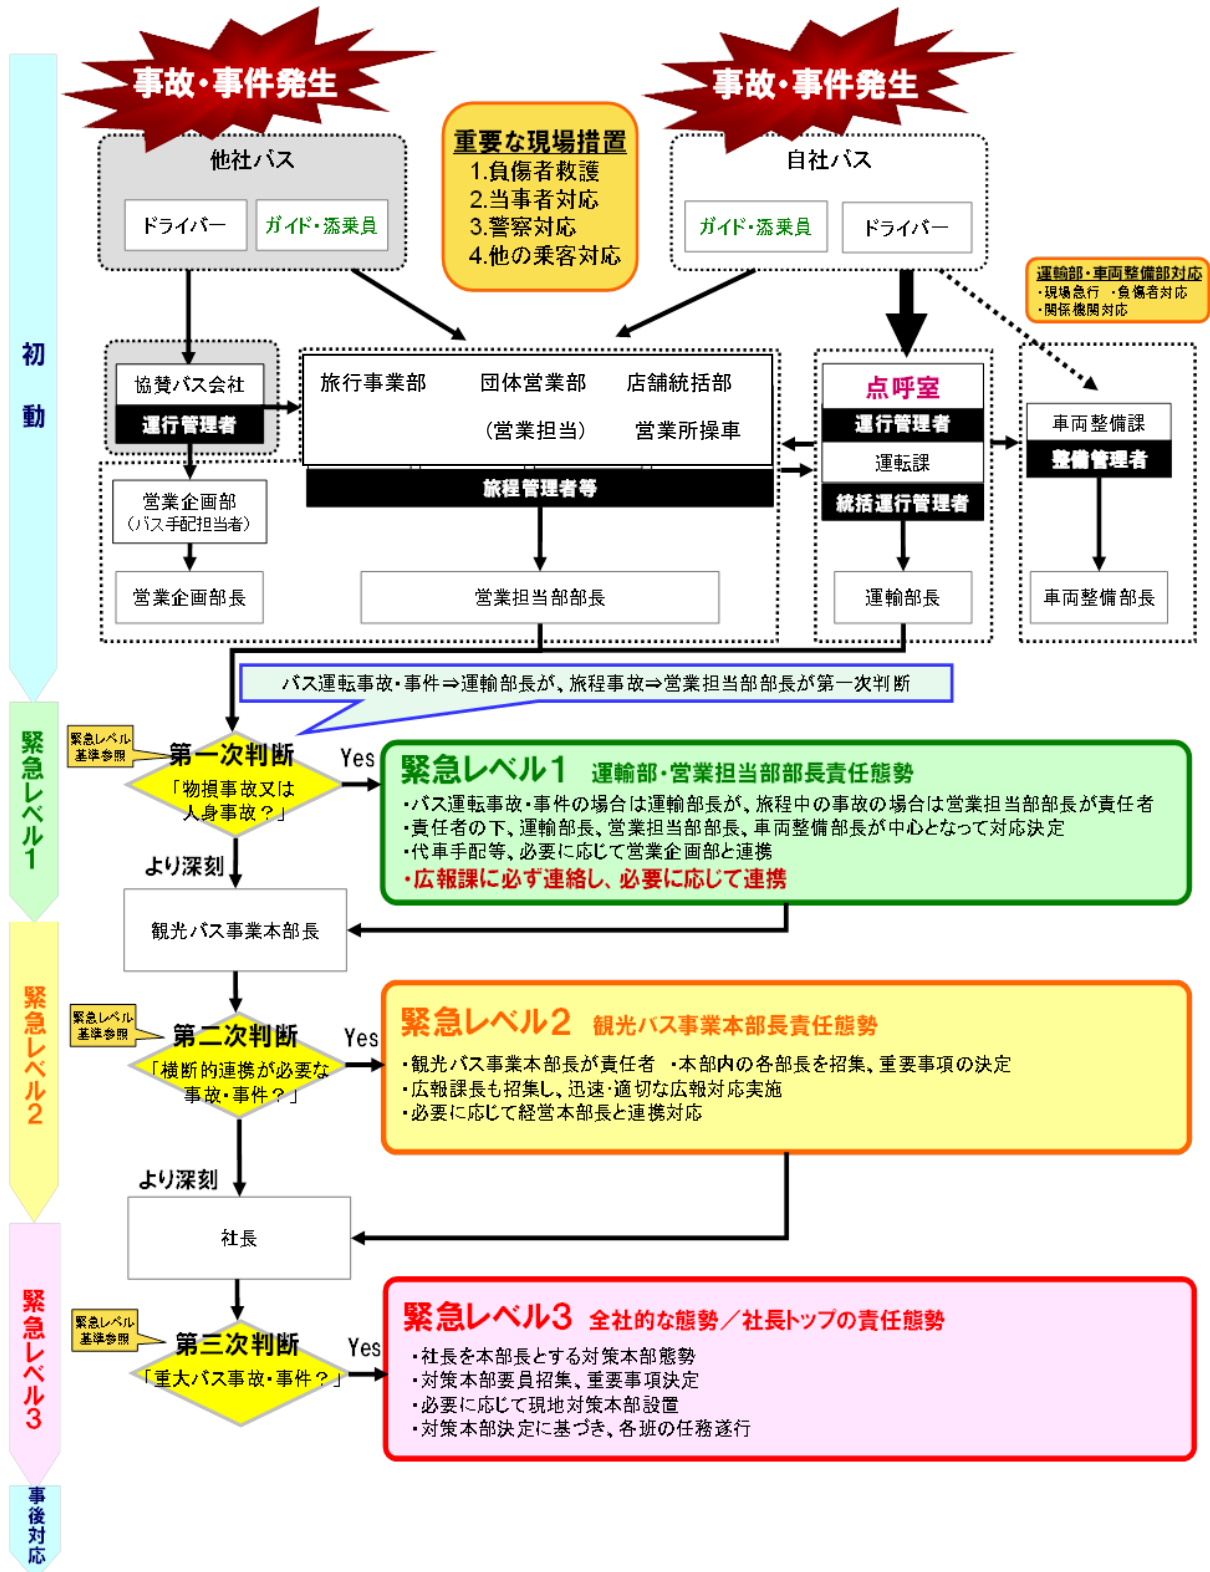 事故・事件発生
事故・事件発生
他社バス
ドライバー
ガイド・添乗員
重要な現場措置
1.負傷者救護
2.当事者対応
3.警察対応
4.他の乗客対応
自社バス
ガイド・添乗員
ドライバー
運輸部・車両整備部対応
・現場急行 ・負傷者対応
・関係機関対応
初動
協賛バス会社
運行管理者
旅行事業部
団体営業部
店舗統括部
(営業担当)
営業所操車
旅程管理者等
点呼室
運行管理者
運転課
統括運行管理者
車両整備課
整備管理者
営業企画部
(バス手配担当者)
営業企画部長
営業担当部部長
運輸部長
車両整備部長
バス運転事故・事件⇒運輸部長が、旅程事故⇒営業担当部部長が第一次判断
緊急レベル1
緊急レベル
基準参照
第一次判断
「物損事故又は
人身事故？」
Yes
より深刻
緊急レベル1 運輸部・営業担当部部長責任態勢
・バス運転事故・事件の場合は運輸部長が、旅程中の事故の場合は営業担当部部長が責任者
・責任者の下、運輸部長、営業担当部部長、車両整備部長が中心となって対応決定
・代車手配等、必要に応じて営業企画部と連携
・広報課に必ず連絡し、必要に応じて連携
観光バス事業本部長
緊急レベル2
緊急レベル
基準参照
第二次判断
「横断的連携が必要な
事故・事件？」
Yes
より深刻
緊急レベル2 観光バス事業本部長責任態勢
・観光バス事業本部長が責任者 ・本部内の各部長を招集、重要事項の決定
・広報課長も招集し、迅速・適切な広報対応実施
・必要に応じて経営本部長と連携対応
社長
緊急レベル3
緊急レベル
基準参照
第三次判断
「重大バス事故・事件？」
Yes
緊急レベル3 全社的な態勢／社長トップの責任態勢
・社長を本部長とする対策本部態勢
・対策本部要員招集、重要事項決定
・必要に応じて現地対策本部設置
・対策本部決定に基づき、各班の任務遂行
事後対応